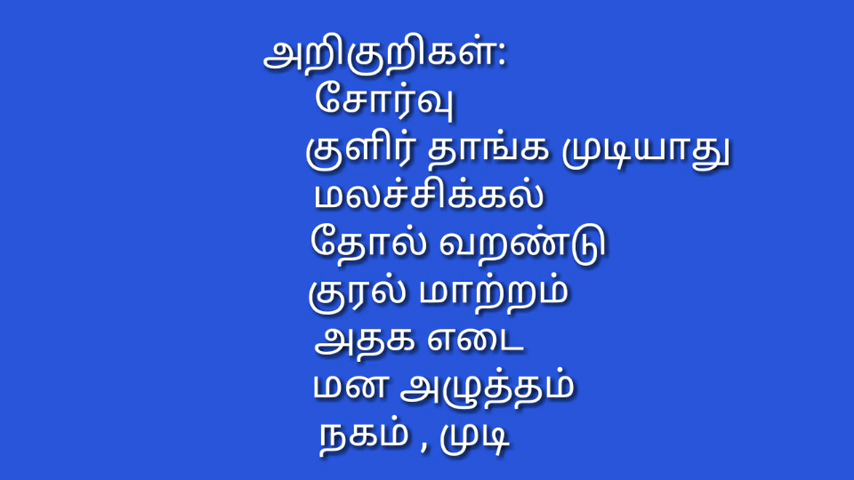 அறிகுறிகள்:
சோர்வு
குளிர் தாங்க முடியாது
மலச்சிக்கல்
தோல் வறண்டு
குரல் மாற்றம்
அதக எடை
மன அழுத்தம்
நகம் , முடி